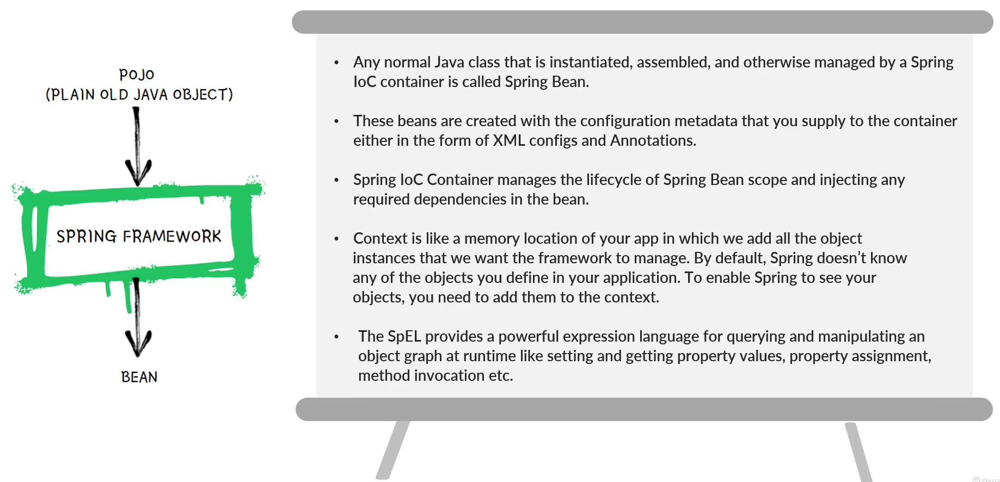 POJO
(PLAIN OLD JAVA OBJECT)
SPRING FRAMEWORK
BEAN
• Any normal Java class that is instantiated, assembled, and otherwise managed by a Spring
IoC container is called Spring Bean.
• These beans are created with the configuration metadata that you supply to the container
either in the form of XML configs and Annotations.
• Spring IoC Container manages the lifecycle of Spring Bean scope and injecting any
required dependencies in the bean.
• Context is like a memory location of your app in which we add all the object
instances that we want the framework to manage. By default, Spring doesn’t know
any of the objects you define in your application. To enable Spring to see your
objects, you need to add them to the context.
• The SpEL provides a powerful expression language for querying and manipulating an
object graph at runtime like setting and getting property values, property assignment,
method invocation etc.